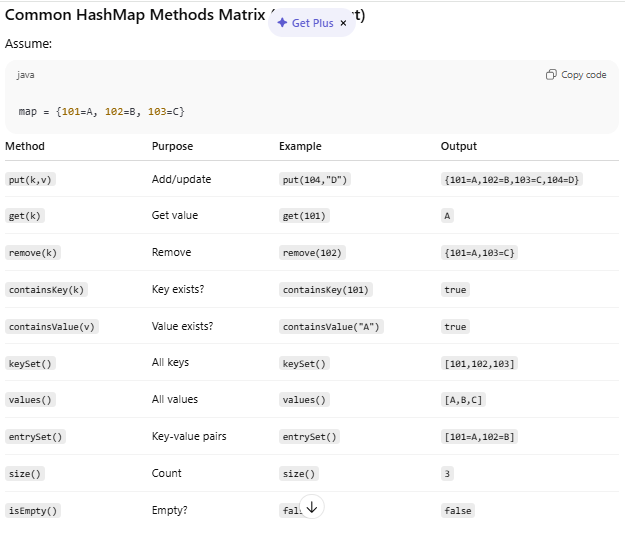 Common HashMap Methods Matrix t)
Get Plus ×
Assume:
java Copy code
map = {101=A, 102=B, 103=C}
Method Purpose Example Output
put(k,v) Add/update put(104,"D") {101=A,102=B,103=C,104=D}
get(k) Get value get(101) A
remove(k) Remove remove(102) {101=A,103=C}
containsKey(k) Key exists? containsKey(101) true
containsValue(v) Value exists? containsValue("A") true
keySet() All keys keySet() [101,102,103]
values() All values values() [A,B,C]
entrySet() Key-value pairs entrySet() [101=A,102=B]
size() Count size() 3
isEmpty() Empty? false